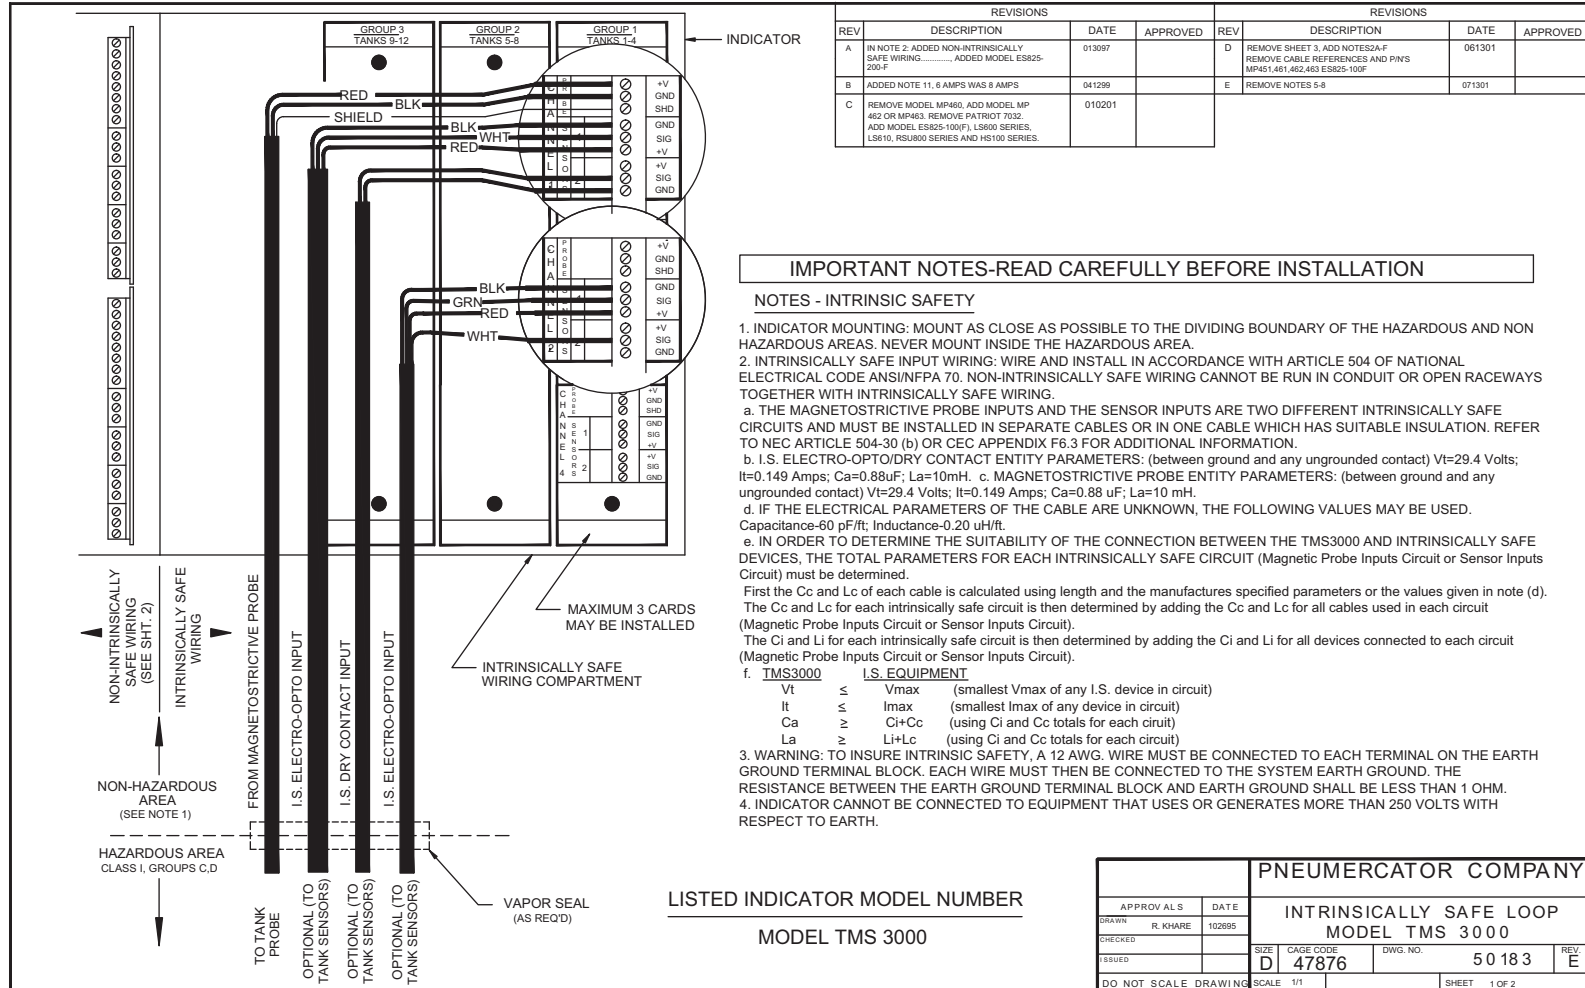 GROUP 3
TANKS 9-12
GROUP 2
TANKS 5-8
GROUP 1
TANKS 1-4
INDICATOR
RED
BLK
SHIELD
BLK
WHT
RED
CHANNEL 1
PROBE
SENSORS
1
2
+V
GND
SHD
GND
SIG
+V
+V
SIG
GND
BLK
GRN
RED
WHT
CHANNEL 2
PROBE
SENSORS
1
2
+V
GND
SHD
GND
SIG
+V
+V
SIG
GND
CHANNEL 4
PROBE
SENSORS
1
2
+V
GND
SHD
GND
SIG
+V
+V
SIG
GND
MAXIMUM 3 CARDS
MAY BE INSTALLED
INTRINSICALLY SAFE
WIRING COMPARTMENT
NON-INTRINSICALLY
SAFE WIRING
(SEE SHT. 2)
INTRINSICALLY SAFE
WIRING
FROM MAGNETOSTRICTIVE PROBE
I.S. ELECTRO-OPTO INPUT
I.S. DRY CONTACT INPUT
I.S. ELECTRO-OPTO INPUT
NON-HAZARDOUS
AREA
(SEE NOTE 1)
HAZARDOUS AREA
CLASS I, GROUPS C,D
TO TANK
PROBE
OPTIONAL (TO
TANK SENSORS)
OPTIONAL (TO
TANK SENSORS)
OPTIONAL (TO
TANK SENSORS)
VAPOR SEAL
(AS REQ'D)
REVISIONS
REV DESCRIPTION DATE APPROVED
A IN NOTE 2: ADDED NON-INTRINSICALLY
SAFE WIRING............., ADDED MODEL ES825-
200-F
013097
B ADDED NOTE 11, 6 AMPS WAS 8 AMPS 041299
C REMOVE MODEL MP460, ADD MODEL MP
462 OR MP463. REMOVE PATRIOT 7032.
ADD MODEL ES825-100(F), LS600 SERIES,
LS610, RSU800 SERIES AND HS100 SERIES.
010201
REVISIONS
REV DESCRIPTION DATE APPROVED
D REMOVE SHEET 3, ADD NOTES2A-F
REMOVE CABLE REFERENCES AND P/N'S
MP451,461,462,463 ES825-100F
061301
E REMOVE NOTES 5-8 071301
IMPORTANT NOTES-READ CAREFULLY BEFORE INSTALLATION
NOTES - INTRINSIC SAFETY
1. INDICATOR MOUNTING: MOUNT AS CLOSE AS POSSIBLE TO THE DIVIDING BOUNDARY OF THE HAZARDOUS AND NON
HAZARDOUS AREAS. NEVER MOUNT INSIDE THE HAZARDOUS AREA.
2. INTRINSICALLY SAFE INPUT WIRING: WIRE AND INSTALL IN ACCORDANCE WITH ARTICLE 504 OF NATIONAL
ELECTRICAL CODE ANSI/NFPA 70. NON-INTRINSICALLY SAFE WIRING CANNOT BE RUN IN CONDUIT OR OPEN RACEWAYS
TOGETHER WITH INTRINSICALLY SAFE WIRING.
a. THE MAGNETOSTRICTIVE PROBE INPUTS AND THE SENSOR INPUTS ARE TWO DIFFERENT INTRINSICALLY SAFE
CIRCUITS AND MUST BE INSTALLED IN SEPARATE CABLES OR IN ONE CABLE WHICH HAS SUITABLE INSULATION. REFER
TO NEC ARTICLE 504-30 (b) OR CEC APPENDIX F6.3 FOR ADDITIONAL INFORMATION.
b. I.S. ELECTRO-OPTO/DRY CONTACT ENTITY PARAMETERS: (between ground and any ungrounded contact) Vt=29.4 Volts;
It=0.149 Amps; Ca=0.88uF; La=10mH. c. MAGNETOSTRICTIVE PROBE ENTITY PARAMETERS: (between ground and any
ungrounded contact) Vt=29.4 Volts; It=0.149 Amps; Ca=0.88 uF; La=10 mH.
d. IF THE ELECTRICAL PARAMETERS OF THE CABLE ARE UNKNOWN, THE FOLLOWING VALUES MAY BE USED.
Capacitance-60 pF/ft; Inductance-0.20 uH/ft.
e. IN ORDER TO DETERMINE THE SUITABILITY OF THE CONNECTION BETWEEN THE TMS3000 AND INTRINSICALLY SAFE
DEVICES, THE TOTAL PARAMETERS FOR EACH INTRINSICALLY SAFE CIRCUIT (Magnetic Probe Inputs Circuit or Sensor Inputs
Circuit) must be determined.
First the Cc and Lc of each cable is calculated using length and the manufactures specified parameters or the values given in note (d).
The Cc and Lc for each intrinsically safe circuit is then determined by adding the Cc and Lc for all cables used in each circuit
(Magnetic Probe Inputs Circuit or Sensor Inputs Circuit).
The Ci and Li for each intrinsically safe circuit is then determined by adding the Ci and Li for all devices connected to each circuit
(Magnetic Probe Inputs Circuit or Sensor Inputs Circuit).
f. TMS3000 I.S. EQUIPMENT
Vt ≤ Vmax (smallest Vmax of any I.S. device in circuit)
It ≤ Imax (smallest Imax of any device in circuit)
Ca ≥ Ci+Cc (using Ci and Cc totals for each ciruit)
La ≥ Li+Lc (using Ci and Cc totals for each circuit)
3. WARNING: TO INSURE INTRINSIC SAFETY, A 12 AWG. WIRE MUST BE CONNECTED TO EACH TERMINAL ON THE EARTH
GROUND TERMINAL BLOCK. EACH WIRE MUST THEN BE CONNECTED TO THE SYSTEM EARTH GROUND. THE
RESISTANCE BETWEEN THE EARTH GROUND TERMINAL BLOCK AND EARTH GROUND SHALL BE LESS THAN 1 OHM.
4. INDICATOR CANNOT BE CONNECTED TO EQUIPMENT THAT USES OR GENERATES MORE THAN 250 VOLTS WITH
RESPECT TO EARTH.
LISTED INDICATOR MODEL NUMBER
MODEL TMS 3000
PNEUMERCATOR COMPANY
APPROVALS DATE
DRAWN R. KHARE 102695
CHECKED
ISSUED
DO NOT SCALE DRAWING
INTRINSICALLY SAFE LOOP
MODEL TMS 3000
SIZE D
CAGE CODE 47876
DWG. NO. 50183
REV. E
SCALE 1/1
SHEET 1 OF 2